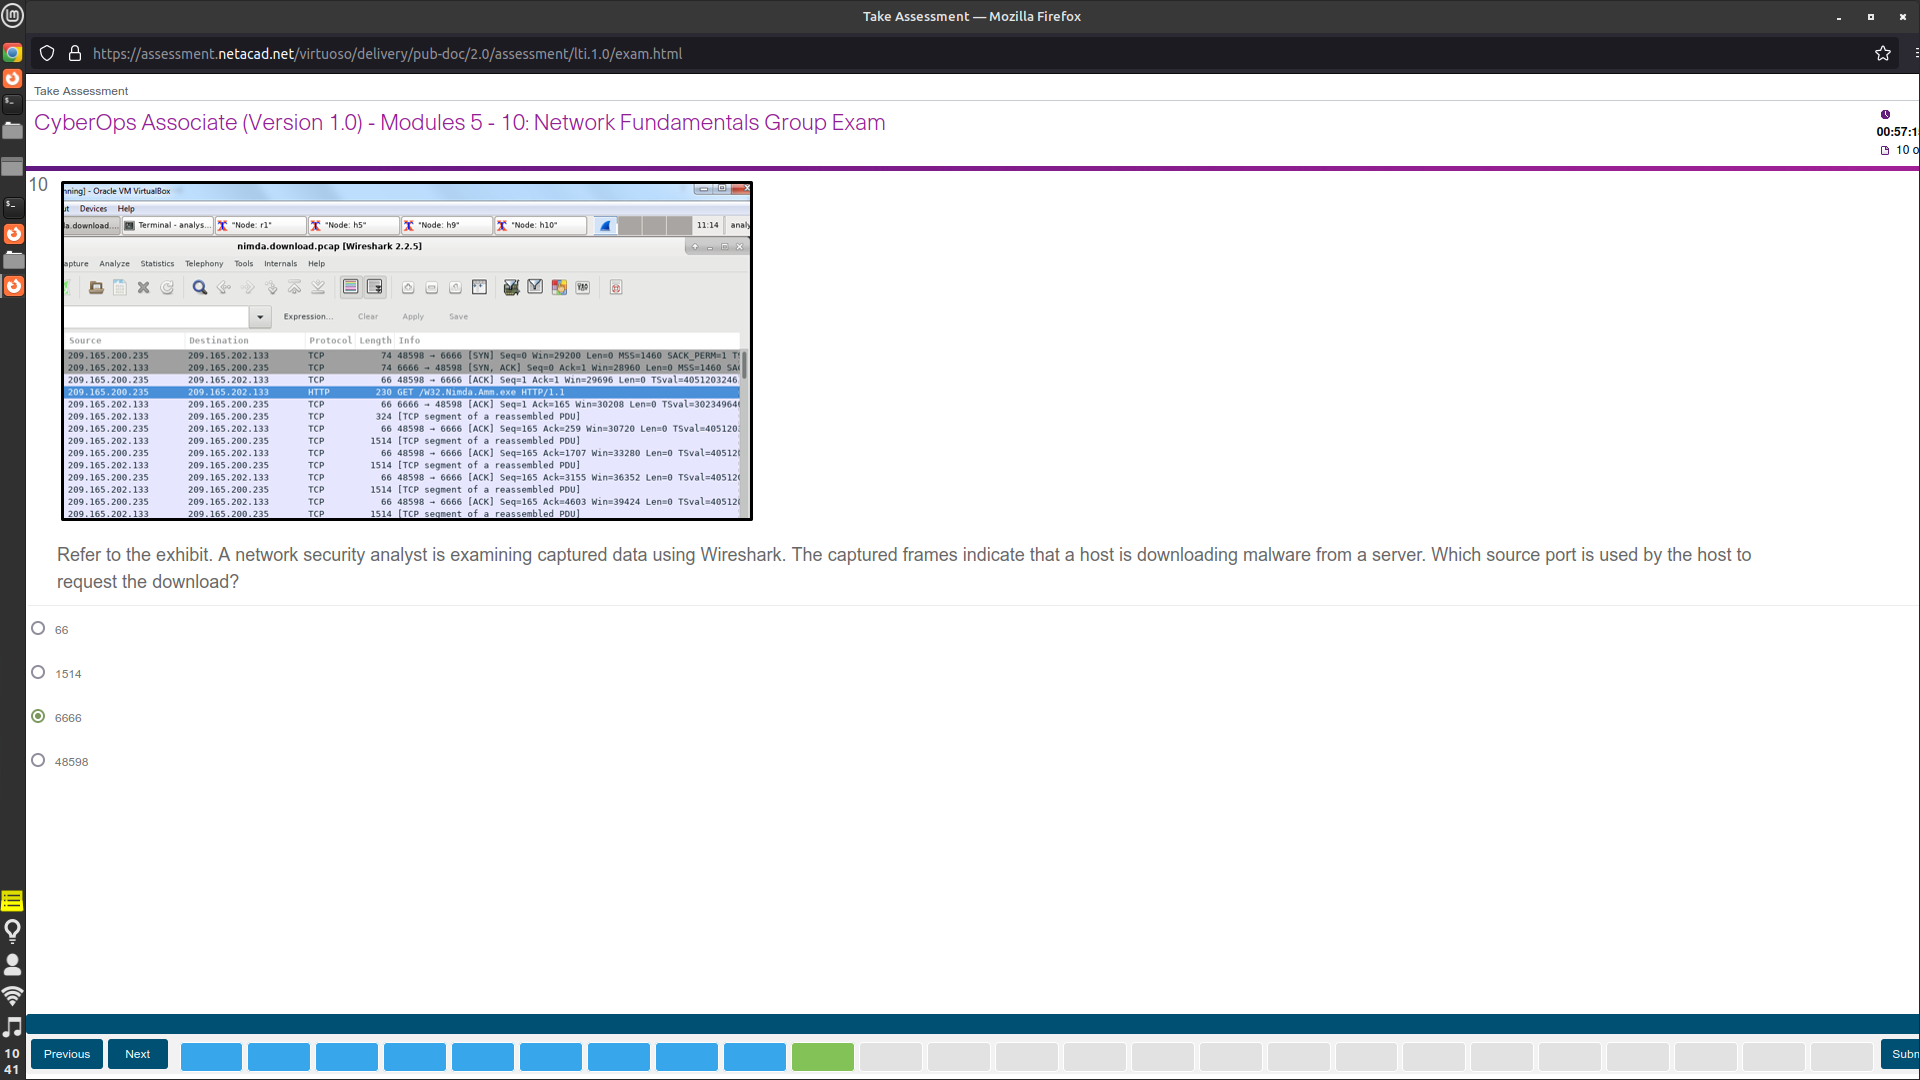 Take Assessment — Mozilla Firefox
https://assessment.netacad.net/virtuoso/delivery/pub-doc/2.0/assessment/lti.1.0/exam.html
Take Assessment
CyberOps Associate (Version 1.0) - Modules 5 - 10: Network Fundamentals Group Exam
00:57:1
10 o
10
nning] - Oracle VM VirtualBox
ut Devices Help
la.download.... Terminal - analys... "Node: r1" "Node: h5" "Node: h9" "Node: h10" 11:14 analy
nimda.download.pcap [Wireshark 2.2.5]
apture Analyze Statistics Telephony Tools Internals Help
Expression... Clear Apply Save
Source Destination Protocol Length Info
209.165.200.235 209.165.202.133 TCP 74 48598 → 6666 [SYN] Seq=0 Win=29200 Len=0 MSS=1460 SACK_PERM=1 TS
209.165.202.133 209.165.200.235 TCP 74 6666 → 48598 [SYN, ACK] Seq=0 Ack=1 Win=28960 Len=0 MSS=1460 SAC
209.165.200.235 209.165.202.133 TCP 66 48598 → 6666 [ACK] Seq=1 Ack=1 Win=29696 Len=0 TSval=4051203246
209.165.200.235 209.165.202.133 HTTP 230 GET /W32.Nimda.Amm.exe HTTP/1.1
209.165.202.133 209.165.200.235 TCP 66 6666 → 48598 [ACK] Seq=1 Ack=165 Win=30208 Len=0 TSval=302349640
209.165.202.133 209.165.200.235 TCP 324 [TCP segment of a reassembled PDU]
209.165.200.235 209.165.202.133 TCP 66 48598 → 6666 [ACK] Seq=165 Ack=259 Win=30720 Len=0 TSval=405120
209.165.202.133 209.165.200.235 TCP 1514 [TCP segment of a reassembled PDU]
209.165.200.235 209.165.202.133 TCP 66 48598 → 6666 [ACK] Seq=165 Ack=1707 Win=33280 Len=0 TSval=40512
209.165.202.133 209.165.200.235 TCP 1514 [TCP segment of a reassembled PDU]
209.165.200.235 209.165.202.133 TCP 66 48598 → 6666 [ACK] Seq=165 Ack=3155 Win=36352 Len=0 TSval=40512
209.165.202.133 209.165.200.235 TCP 1514 [TCP segment of a reassembled PDU]
209.165.200.235 209.165.202.133 TCP 66 48598 → 6666 [ACK] Seq=165 Ack=4603 Win=39424 Len=0 TSval=40512
209.165.202.133 209.165.200.235 TCP 1514 [TCP segment of a reassembled PDU]
Refer to the exhibit. A network security analyst is examining captured data using Wireshark. The captured frames indicate that a host is downloading malware from a server. Which source port is used by the host to
request the download?
66
1514
6666
48598
Previous Next Subm
10
41